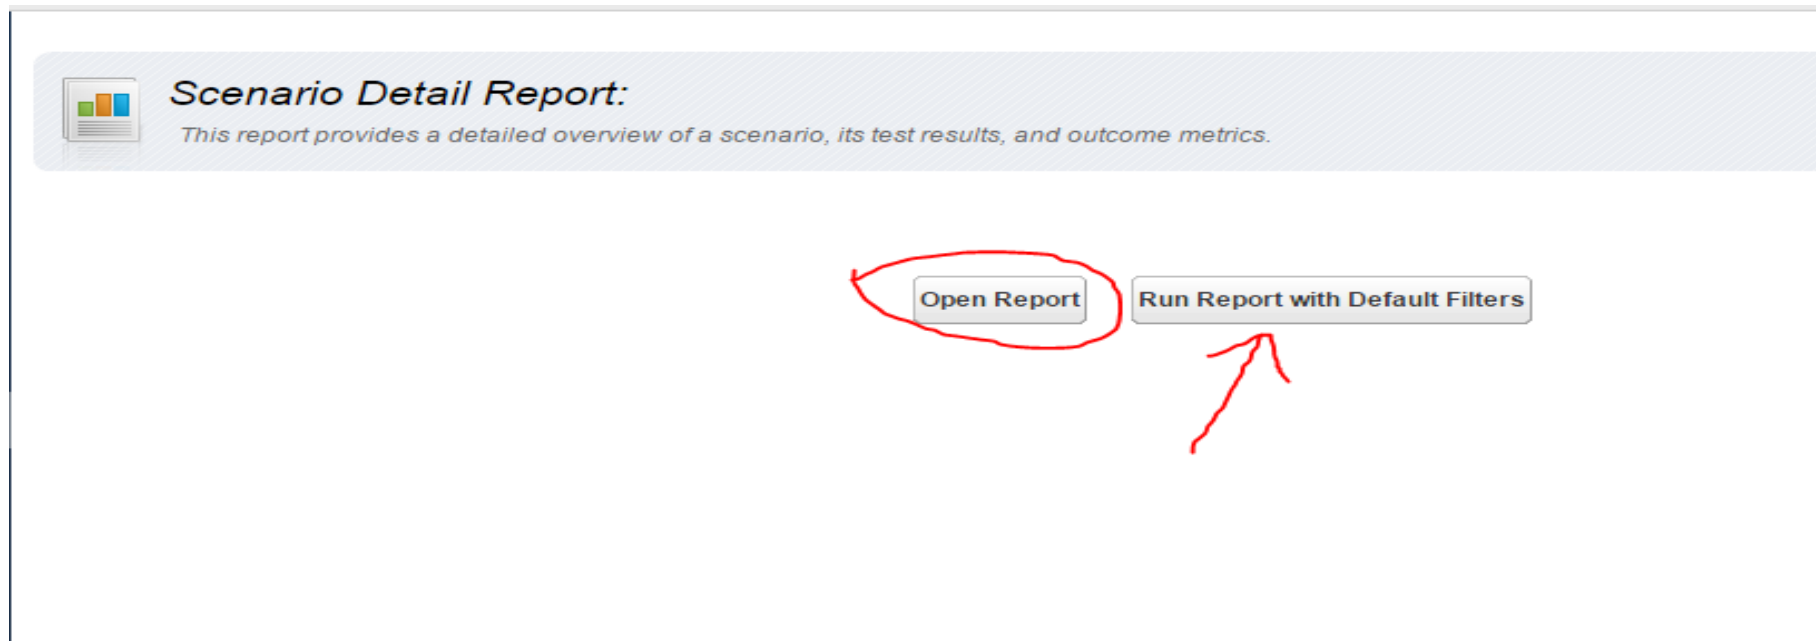 Scenario Detail Report:
This report provides a detailed overview of a scenario, its test results, and outcome metrics.
Open Report Run Report with Default Filters